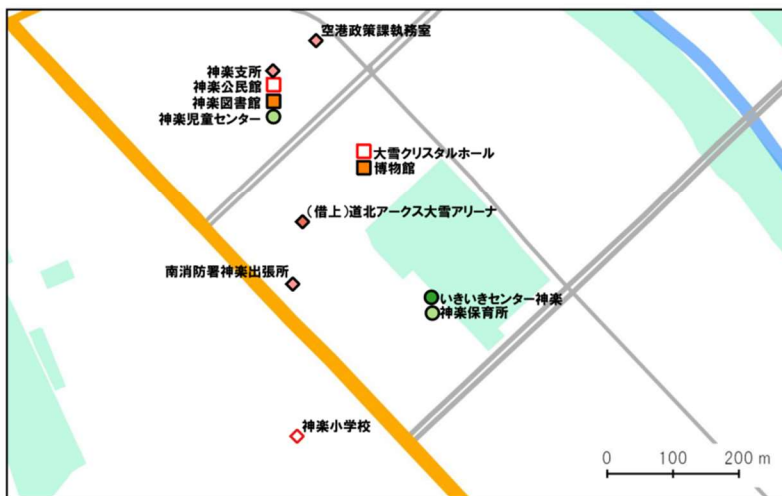 空港政策課執務室
神楽支所
神楽公民館
神楽図書館
神楽児童センター
大雪クリスタルホール
博物館
(借上)道北アークス大雪アリーナ
南消防署神楽出張所
いきいきセンター神楽
神楽保育所
神楽小学校
0 100 200 m